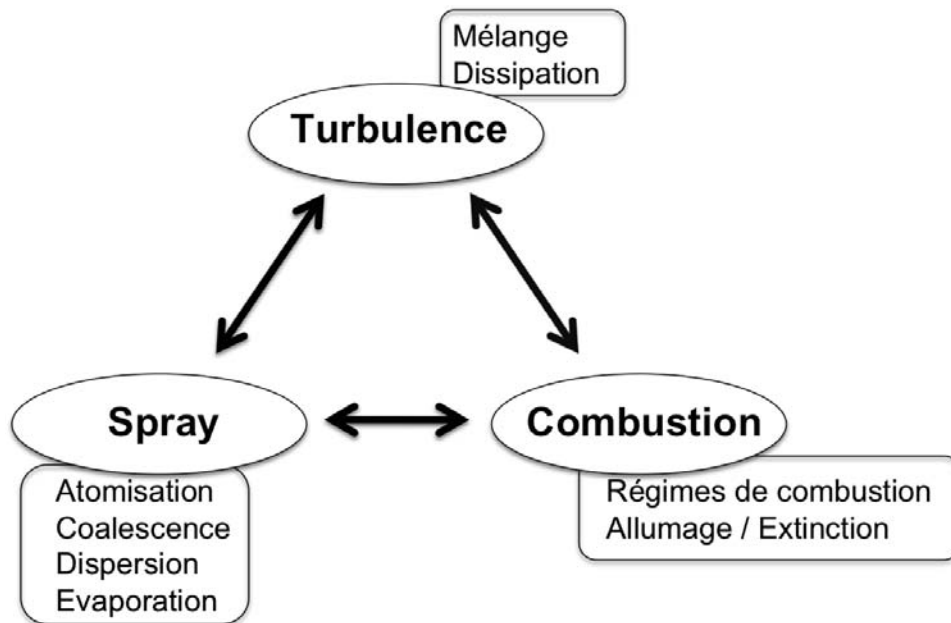 Mélange
Dissipation
Turbulence
Spray
Combustion
Atomisation
Coalescence
Dispersion
Evaporation
Régimes de combustion
Allumage / Extinction